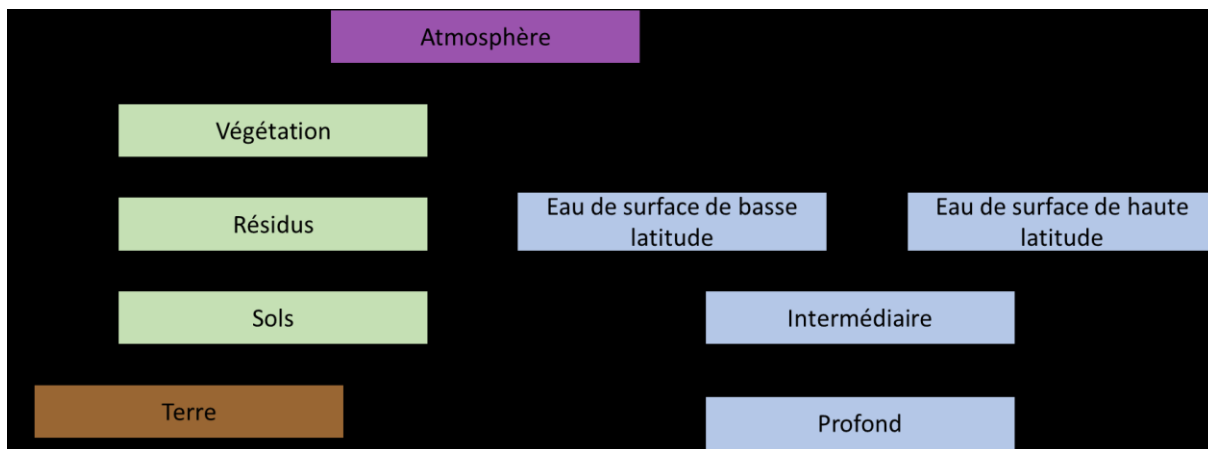 Atmosphère
Végétation
Résidus
Eau de surface de basse
latitude
Eau de surface de haute
latitude
Sols
Intermédiaire
Terre
Profond